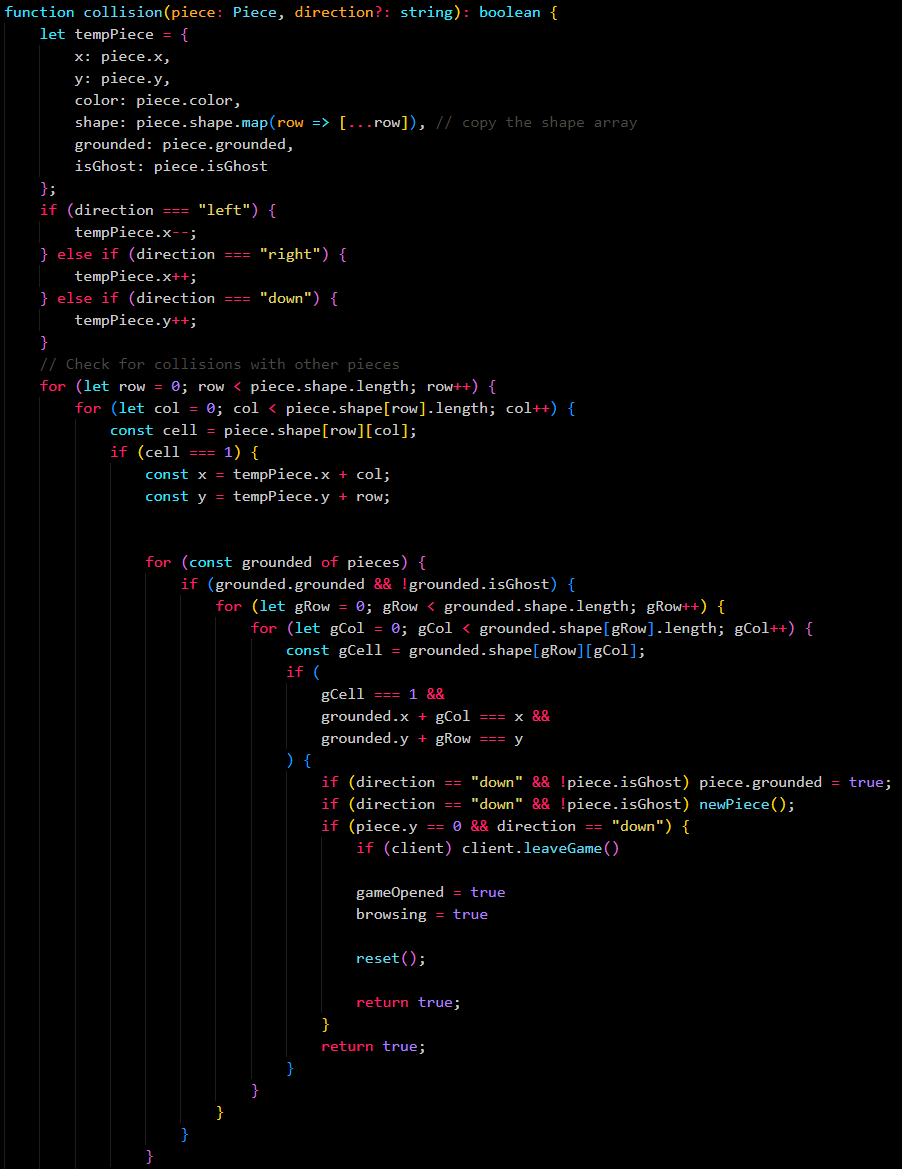 function collision(piece: Piece, direction?: string): boolean {
let tempPiece = {
x: piece.x,
y: piece.y,
color: piece.color,
shape: piece.shape.map(row => [...row]), // copy the shape array
grounded: piece.grounded,
isGhost: piece.isGhost
};
if (direction === "left") {
tempPiece.x--;
} else if (direction === "right") {
tempPiece.x++;
} else if (direction === "down") {
tempPiece.y++;
}
// Check for collisions with other pieces
for (let row = 0; row < piece.shape.length; row++) {
for (let col = 0; col < piece.shape[row].length; col++) {
const cell = piece.shape[row][col];
if (cell === 1) {
const x = tempPiece.x + col;
const y = tempPiece.y + row;
for (const grounded of pieces) {
if (grounded.grounded && !grounded.isGhost) {
for (let gRow = 0; gRow < grounded.shape.length; gRow++) {
for (let gCol = 0; gCol < grounded.shape[gRow].length; gCol++) {
const gCell = grounded.shape[gRow][gCol];
if (
gCell === 1 &&
grounded.x + gCol === x &&
grounded.y + gRow === y
) {
if (direction == "down" && !piece.isGhost) piece.grounded = true;
if (direction == "down" && !piece.isGhost) newPiece();
if (piece.y == 0 && direction == "down") {
if (client) client.leaveGame()
gameOpened = true
browsing = true
reset();
return true;
}
return true;
}
}
}
}
}